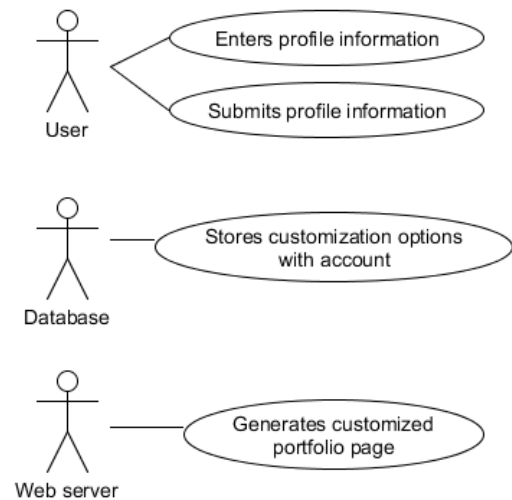 Enters profile information
Submits profile information
User
Stores customization options
with account
Database
Generates customized
portfolio page
Web server